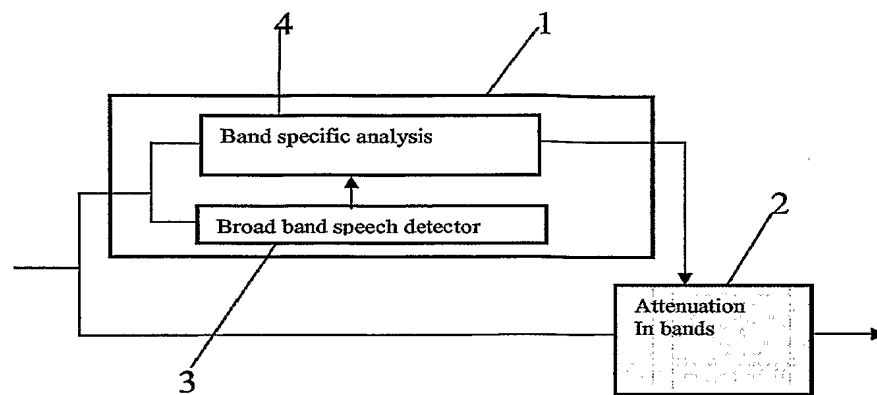 4
1
Band specific analysis
Broad band speech detector
2
Attenuation
In bands
3